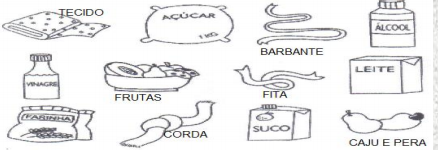 TECIDO
AÇÚCAR
1 KG
BARBANTE
ÁLCOOL
VINAGRE
FRUTAS
FITA
LEITE
FARINHA
CORDA
SUCO
CAJU E PERA